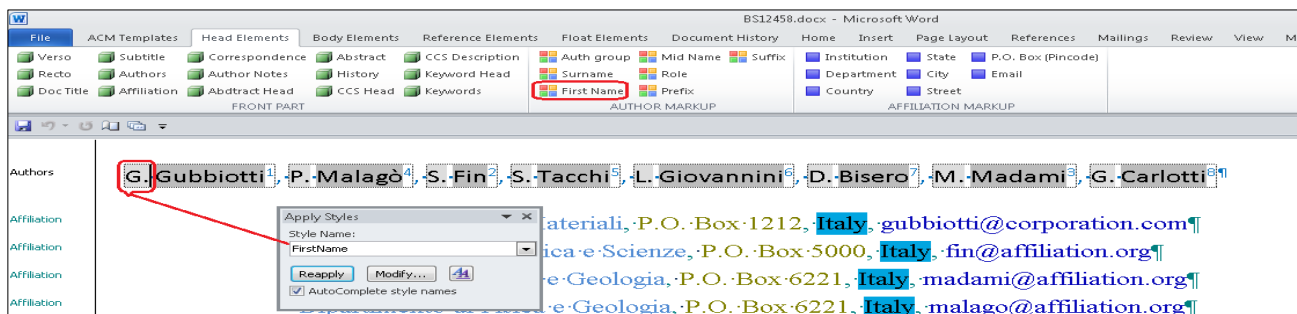 BS12458.docx - Microsoft Word
File ACM Templates Head Elements Body Elements Reference Elements Float Elements Document History Home Insert Page Layout References Mailings Review View M
Verso Subtitle Correspondence Abstract CCS Description Auth group Mid Name Suffix Institution State P.O. Box (Pincode)
Recto Authors Author Notes History Keyword Head Surname Role Department City Email
Doc Title Affiliation Abdtract Head CCS Head Keywords First Name Prefix Country Street
FRONT PART AUTHOR MARKUP AFFILIATION MARKUP
Authors G. Gubbiotti1, P. Malagò4, S. Fin2, S. Tacchi5, L. Giovannini6, D. Bisero7, M. Madami3, G. Carlotti8¶
Apply Styles
Affiliation ateriali, P.O. Box 1212, Italy, gubbiotti@corporation.com¶
Style Name:
FirstName
Affiliation ica e Scienze, P.O. Box 5000, Italy, fin@affiliation.org¶
Reapply Modify...
Affiliation e Geologia, P.O. Box 6221, Italy, madami@affiliation.org¶
AutoComplete style names
Affiliation e Geologia, P.O. Box 6221, Italy, malago@affiliation.org¶